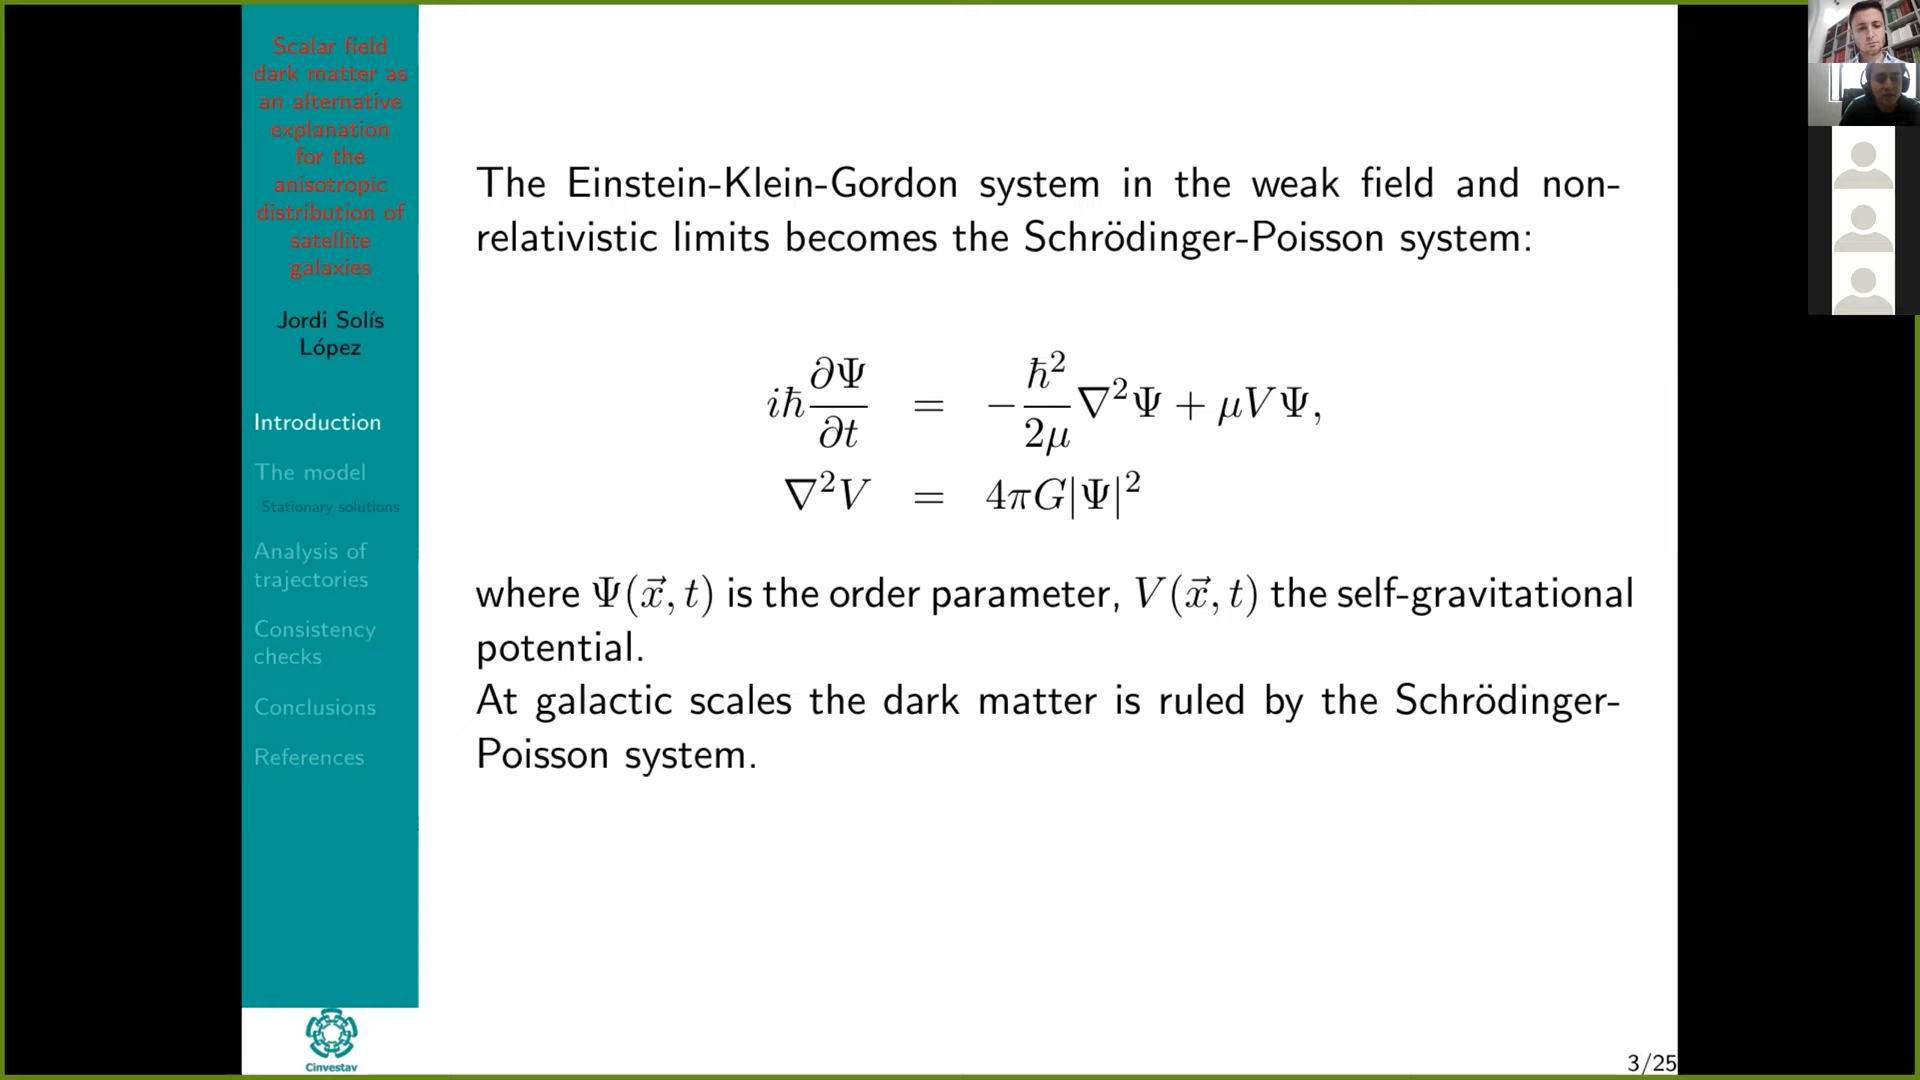 Scalar field
dark matter as
an alternative
explanation
for the
anisotropic
distribution of
satellite
galaxies
Jordi Solís
López
Introduction
The model
Stationary solutions
Analysis of
trajectories
Consistency
checks
Conclusions
References
Cinvestav
The Einstein-Klein-Gordon system in the weak field and non-
relativistic limits becomes the Schrödinger-Poisson system:
iħ ∂Ψ/∂t = −ħ²/2μ ∇²Ψ + μVΨ,
∇²V = 4πG|Ψ|²
where Ψ(x⃗, t) is the order parameter, V(x⃗, t) the self-gravitational
potential.
At galactic scales the dark matter is ruled by the Schrödinger-
Poisson system.
3/25